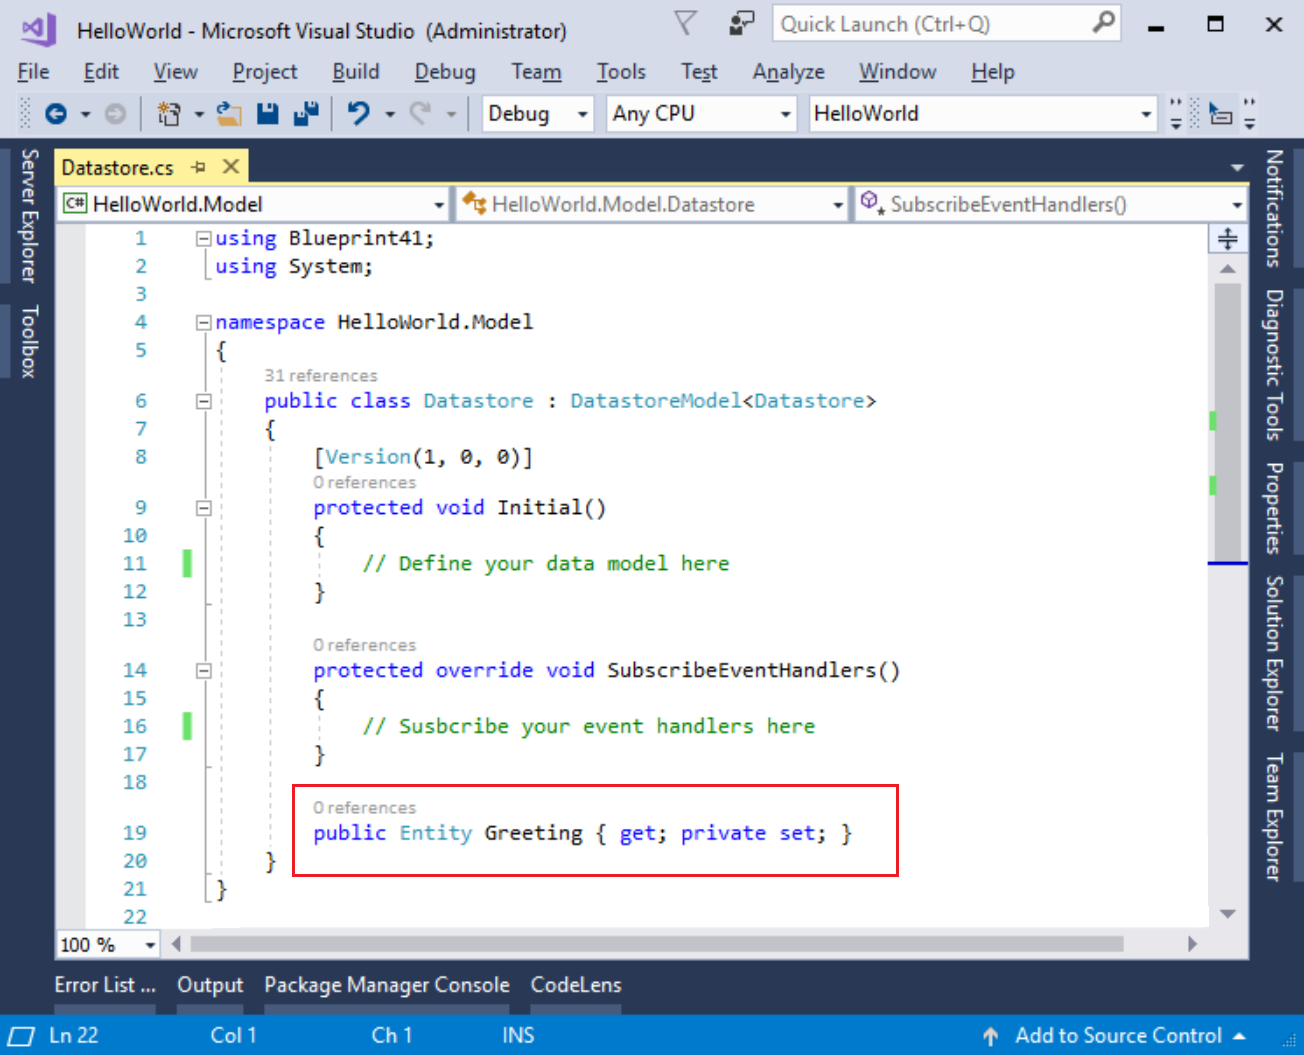 HelloWorld - Microsoft Visual Studio (Administrator)
Quick Launch (Ctrl+Q)
File Edit View Project Build Debug Team Tools Test Analyze Window Help
Debug Any CPU HelloWorld
Server Explorer
Toolbox
Datastore.cs
C# HelloWorld.Model HelloWorld.Model.Datastore SubscribeEventHandlers()
1 using Blueprint41;
2 using System;
3
4 namespace HelloWorld.Model
5 {
31 references
6 public class Datastore : DatastoreModel<Datastore>
7 {
8 [Version(1, 0, 0)]
0 references
9 protected void Initial()
10 {
11 // Define your data model here
12 }
13
0 references
14 protected override void SubscribeEventHandlers()
15 {
16 // Susbcribe your event handlers here
17 }
18
0 references
19 public Entity Greeting { get; private set; }
20 }
21 }
22
100 %
Notifications
Diagnostic Tools
Properties
Solution Explorer
Team Explorer
Error List ... Output Package Manager Console CodeLens
Ln 22 Col 1 Ch 1 INS Add to Source Control